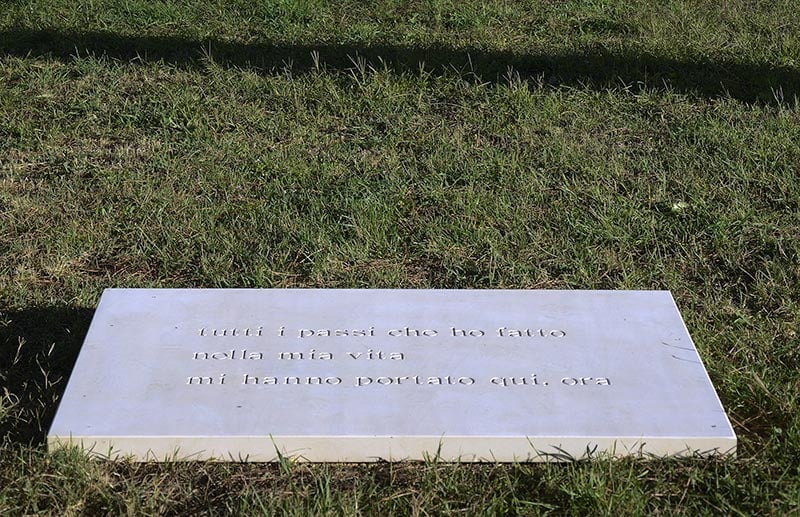 tutti i passi che ho fatto
nella mia vita
mi hanno portato qui, ora